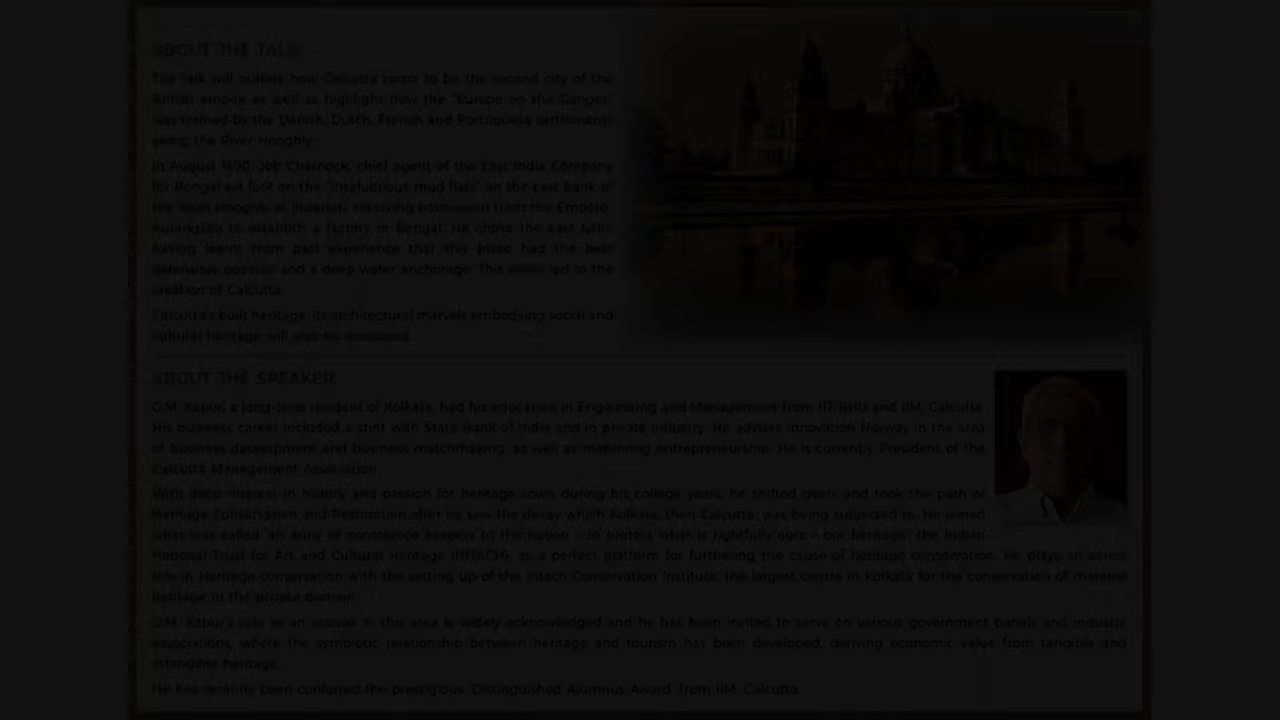 ABOUT THE TALK
The Talk will outline how Calcutta came to be the second city of the
British empire as well as highlight how the "Europe on the Ganges"
was formed by the Danish, Dutch, French and Portuguese settlements
along the River Hooghly.
In August 1690, Job Charnock, chief agent of the East India Company
for Bengal set foot on the "insalubrious mud flats" on the east bank of
the River Hooghly at Sutanuti, receiving permission from the Emperor
Aurangzeb to establish a factory in Bengal. He chose the east bank
having learnt from past experience that this place had the best
defensible position and a deep water anchorage. This event led to the
creation of Calcutta.
Calcutta's built heritage, its architectural marvels embodying social and
cultural heritage, will also be discussed.
ABOUT THE SPEAKER
G.M. Kapur, a long-time resident of Kolkata, had his education in Engineering and Management from IIT-BHU and IIM, Calcutta.
His business career included a stint with State Bank of India and in private industry. He advises Innovation Norway in the area
of business development and business matchmaking, as well as mentoring entrepreneurship. He is currently President of the
Calcutta Management Association.
With deep interest in history and passion for heritage sown during his college years, he shifted gears and took the path of
Heritage Conservation and Restoration after he saw the decay which Kolkata, then Calcutta, was being subjected to. He joined
what was called 'an army of conscience keepers to the nation - to protect what is rightfully ours - our heritage', the Indian
National Trust for Art and Cultural Heritage (INTACH), as a perfect platform for furthering the cause of heritage conservation. He plays an active
role in Heritage conservation with the setting up of the Intach Conservation Institute, the largest centre in Kolkata for the conservation of material
heritage in the private domain.
G.M. Kapur's role as an activist in this area is widely acknowledged and he has been invited to serve on various government panels and industry
associations, where the symbiotic relationship between heritage and tourism has been developed, deriving economic value from tangible and
intangible heritage.
He has recently been conferred the prestigious 'Distinguished Alumnus Award' from IIM, Calcutta.